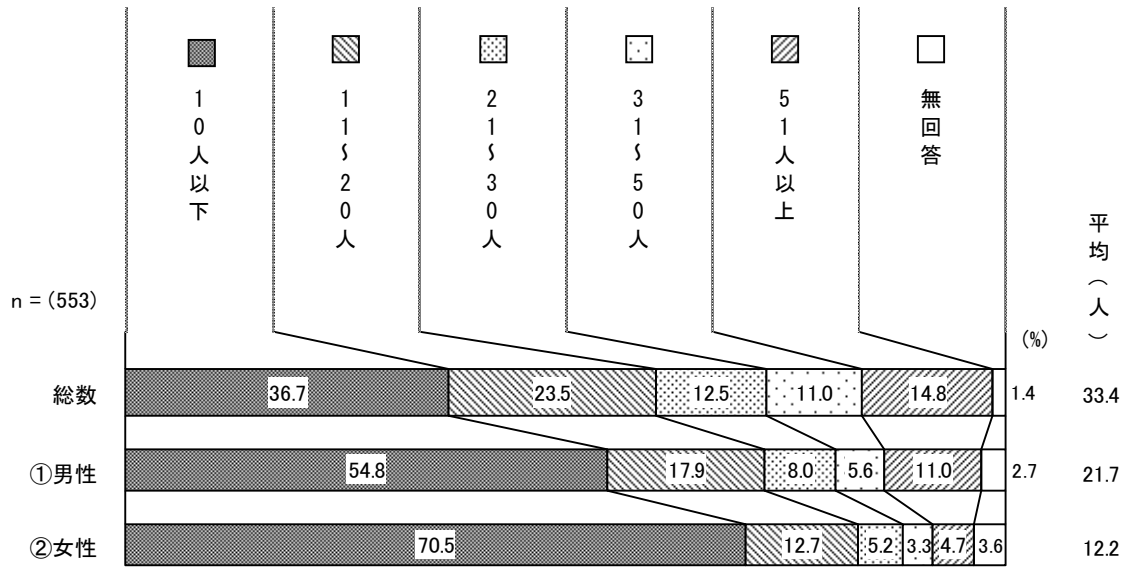 10人以下
11～20人
21～30人
31～50人
51人以上
無回答
平均（人）
n = (553)
(%)
総数 36.7 23.5 12.5 11.0 14.8 1.4 33.4
①男性 54.8 17.9 8.0 5.6 11.0 2.7 21.7
②女性 70.5 12.7 5.2 3.3 4.7 3.6 12.2